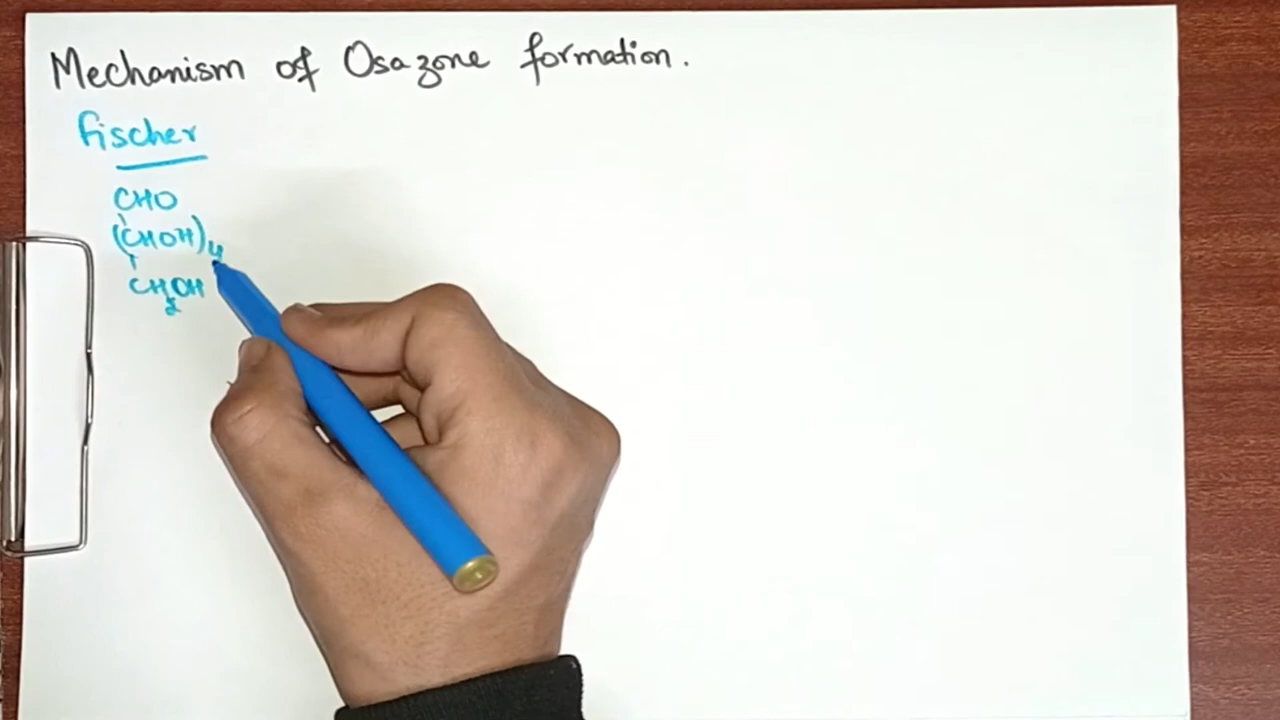 Mechanism of Osazone formation.
Fischer
CHO
(CHOH)4
CH2OH